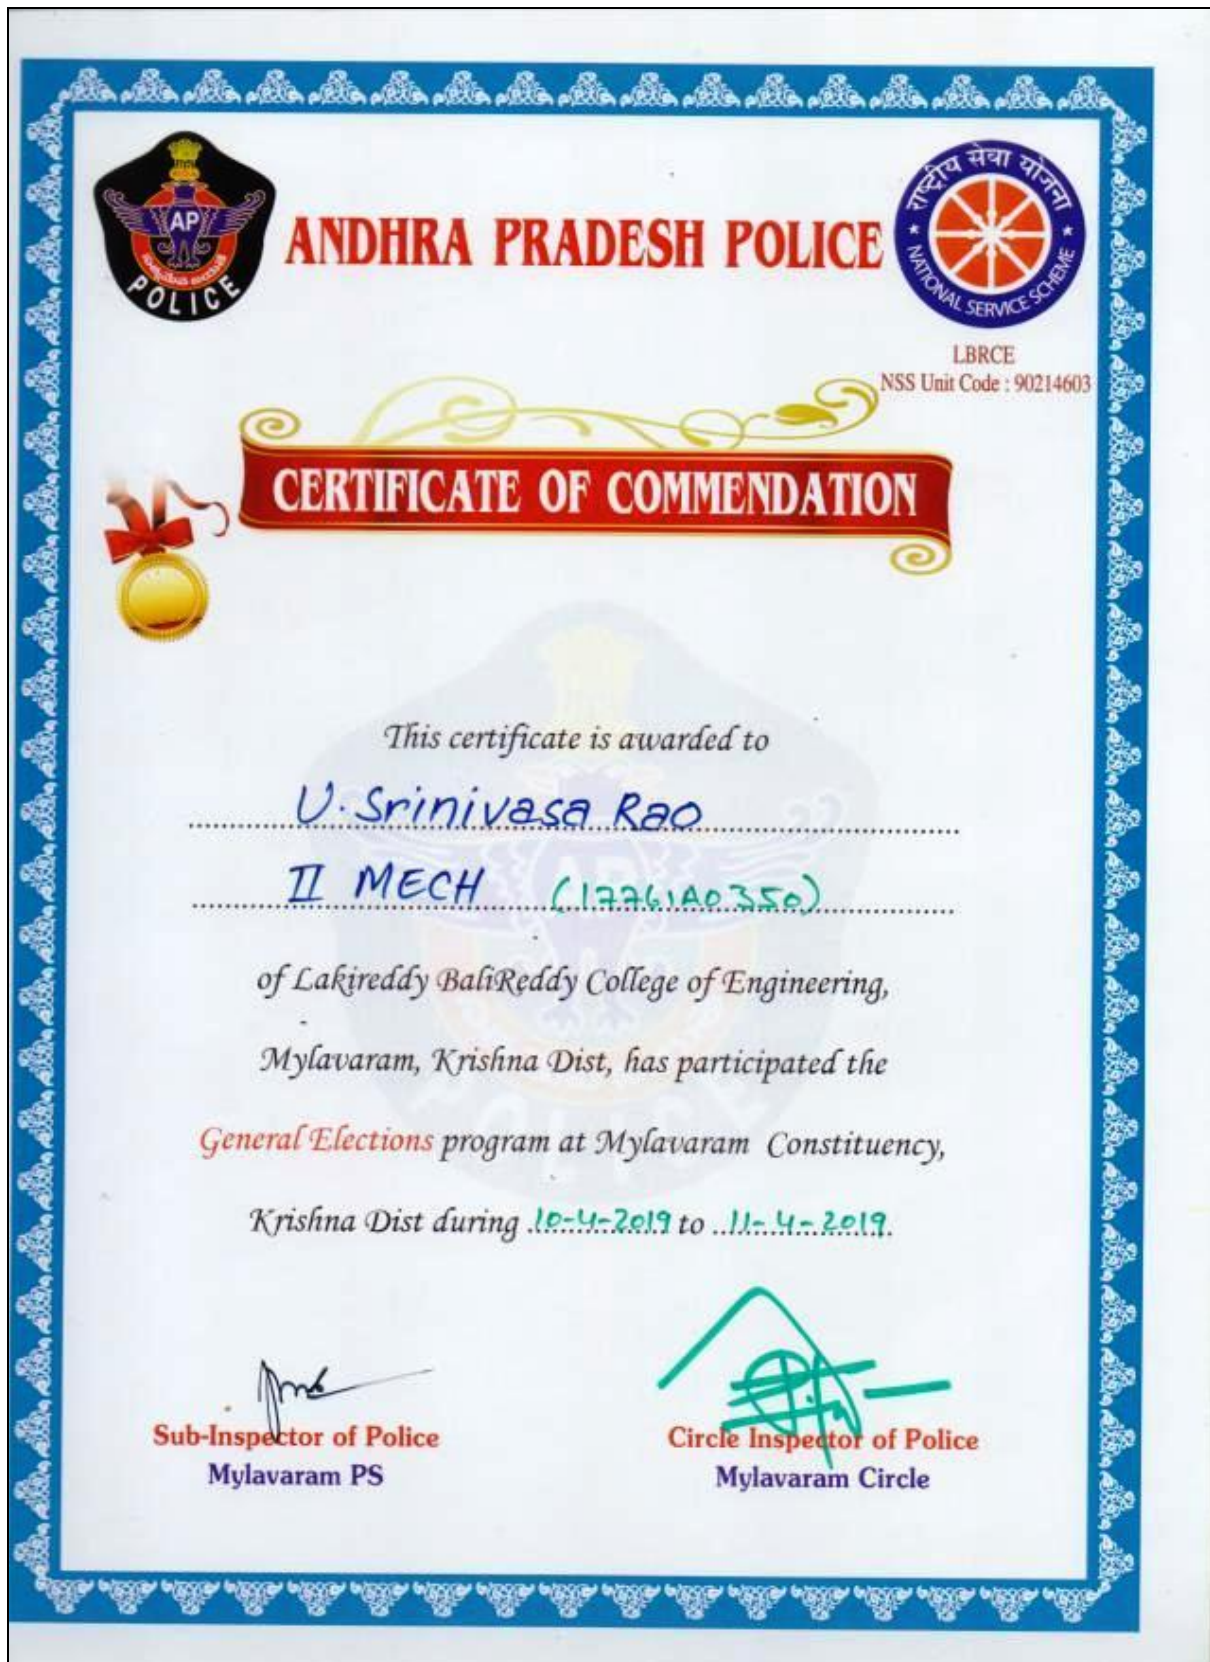 AP
POLICE
ANDHRA PRADESH POLICE
राष्ट्रीय सेवा योजना
NATIONAL SERVICE SCHEME
LBRCE
NSS Unit Code : 90214603
CERTIFICATE OF COMMENDATION
This certificate is awarded to
U. Srinivasa Rao
II MECH (17761A0350)
of Lakireddy BaliReddy College of Engineering,
Mylavaram, Krishna Dist, has participated the
General Elections program at Mylavaram Constituency,
Krishna Dist during 10-4-2019 to 11-4-2019
Sub-Inspector of Police
Mylavaram PS
Circle Inspector of Police
Mylavaram Circle